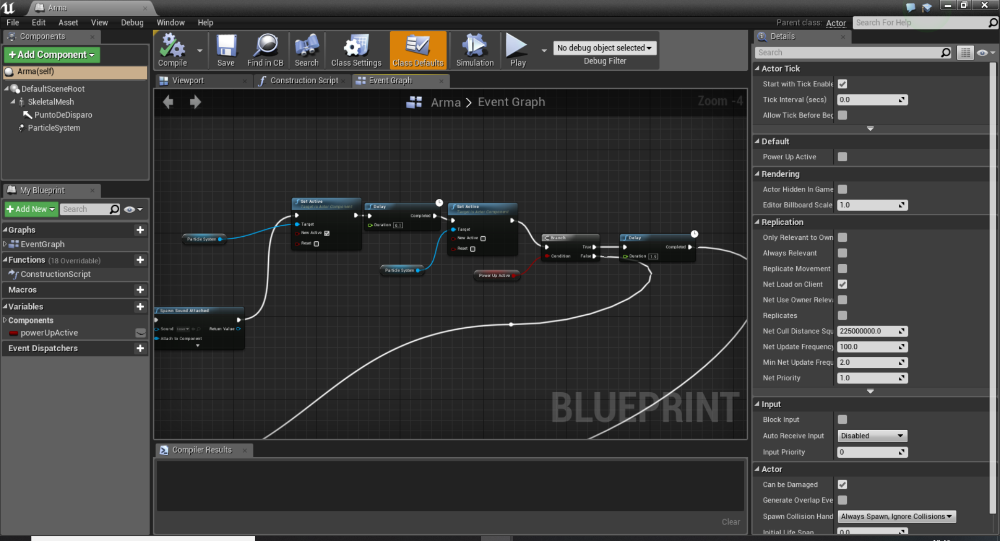 Arma
File Edit Asset View Debug Window Help
Parent class: Actor
Search For Help
Components
Add Component
Arma(self)
DefaultSceneRoot
SkeletalMesh
PuntoDeDisparo
ParticleSystem
My Blueprint
Add New
Search
Graphs
EventGraph
Functions (18 Overridable)
ConstructionScript
Macros
Variables
Components
powerUpActive
Event Dispatchers
Compile
Save
Find in CB
Search
Class Settings
Class Defaults
Simulation
Play
No debug object selected
Debug Filter
Viewport
Construction Script
Event Graph
Arma > Event Graph
Zoom -4
Set Active
Target is Actor Component
Target
New Active
Reset
Particle System
Delay
Completed
Duration 0.1
Set Active
Target is Actor Component
Target
New Active
Reset
Particle System
Power Up Active
Branch
True
Condition False
Delay
Completed
Duration 1.9
Spawn Sound Attached
Sound
Return Value
Attach to Component
BLUEPRINT
Compiler Results
Clear
Details
Search
Actor Tick
Start with Tick Enable
Tick Interval (secs) 0.0
Allow Tick Before Beg
Default
Power Up Active
Rendering
Actor Hidden In Game
Editor Billboard Scale 1.0
Replication
Only Relevant to Own
Always Relevant
Replicate Movement
Net Load on Client
Net Use Owner Releva
Replicates
Net Cull Distance Squ 225000000.0
Net Update Frequency 100.0
Min Net Update Frequ 2.0
Net Priority 1.0
Input
Block Input
Auto Receive Input Disabled
Input Priority 0
Actor
Can be Damaged
Generate Overlap Eve
Spawn Collision Hand Always Spawn, Ignore Collisions
Initial Life Span 0.0